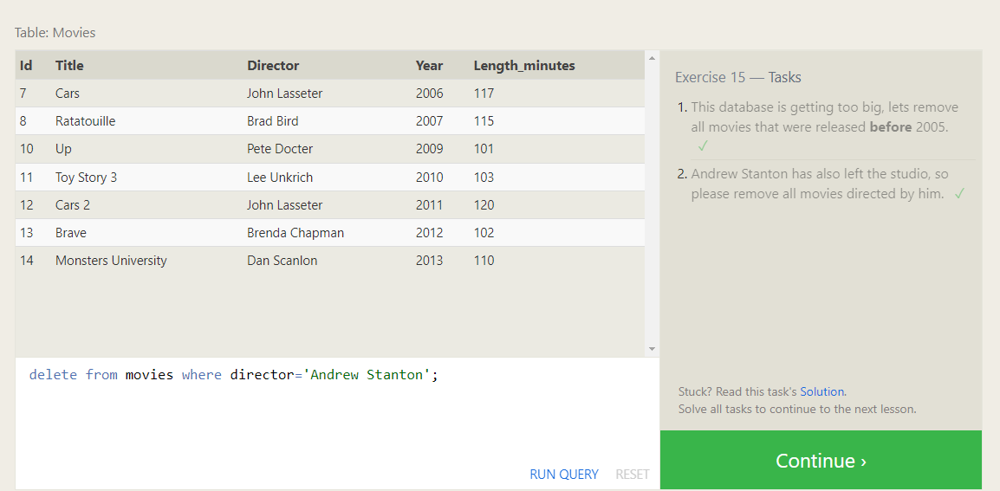 Table: Movies
Id Title Director Year Length_minutes
7 Cars John Lasseter 2006 117
8 Ratatouille Brad Bird 2007 115
10 Up Pete Docter 2009 101
11 Toy Story 3 Lee Unkrich 2010 103
12 Cars 2 John Lasseter 2011 120
13 Brave Brenda Chapman 2012 102
14 Monsters University Dan Scanlon 2013 110
delete from movies where director='Andrew Stanton';
RUN QUERY RESET
Exercise 15 — Tasks
1. This database is getting too big, lets remove
all movies that were released before 2005.
✓
2. Andrew Stanton has also left the studio, so
please remove all movies directed by him. ✓
Stuck? Read this task's Solution.
Solve all tasks to continue to the next lesson.
Continue ›